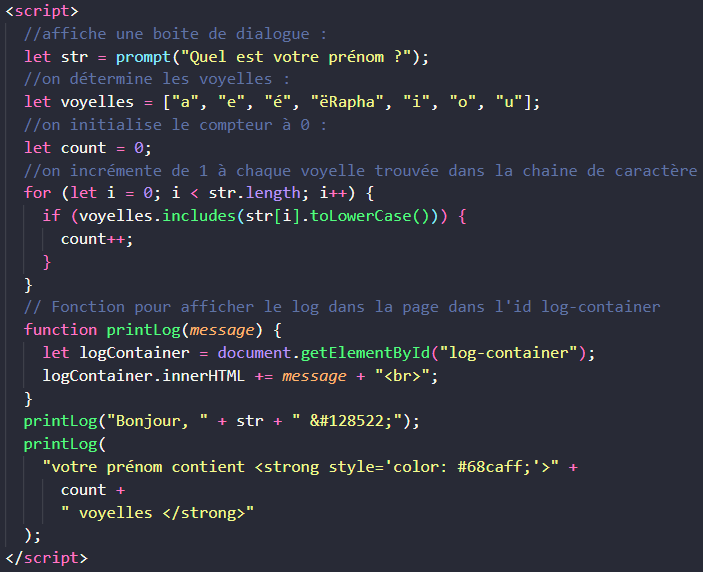 <script>
//affiche une boite de dialogue :
let str = prompt("Quel est votre prénom ?");
//on détermine les voyelles :
let voyelles = ["a", "e", "é", "ëRapha", "i", "o", "u"];
//on initialise le compteur à 0 :
let count = 0;
//on incrémente de 1 à chaque voyelle trouvée dans la chaine de caractère
for (let i = 0; i < str.length; i++) {
if (voyelles.includes(str[i].toLowerCase())) {
count++;
}
}
// Fonction pour afficher le log dans la page dans l'id log-container
function printLog(message) {
let logContainer = document.getElementById("log-container");
logContainer.innerHTML += message + "<br>";
}
printLog("Bonjour, " + str + " &#128522;");
printLog(
"votre prénom contient <strong style='color: #68caff;'>" +
count +
" voyelles </strong>"
);
</script>